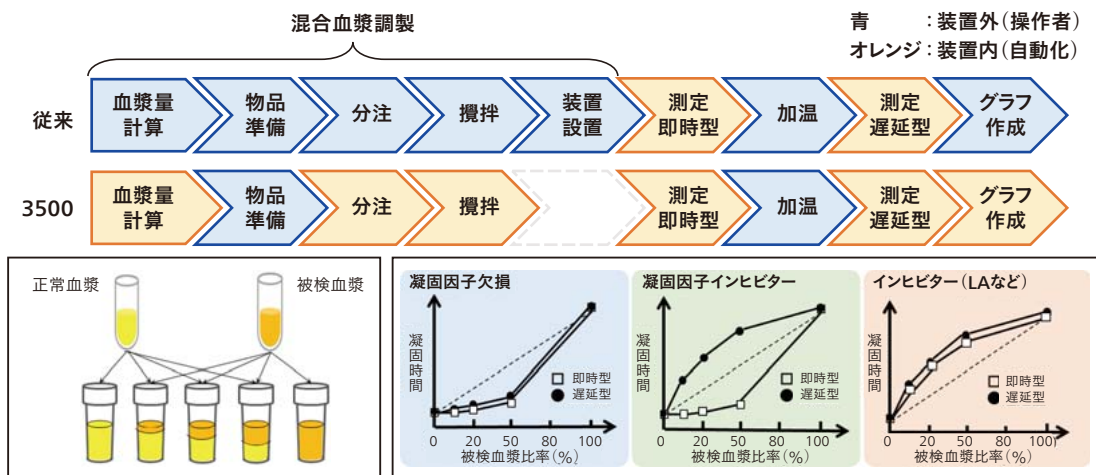 混合血漿調製
青　　　：装置外（操作者）
オレンジ：装置内（自動化）
従来
血漿量
計算
物品
準備
分注
攪拌
装置
設置
測定
即時型
加温
測定
遅延型
グラフ
作成
3500
血漿量
計算
物品
準備
分注
攪拌
測定
即時型
加温
測定
遅延型
グラフ
作成
正常血漿
被検血漿
凝固因子欠損
凝固時間
即時型
遅延型
0 20 50 80 100
凝固因子インヒビター
凝固時間
即時型
遅延型
0 20 50 80 100
インヒビター（LAなど）
凝固時間
即時型
遅延型
0 20 50 80 100)
被検血漿比率（%）
被検血漿比率（%）
被検血漿比率（%）